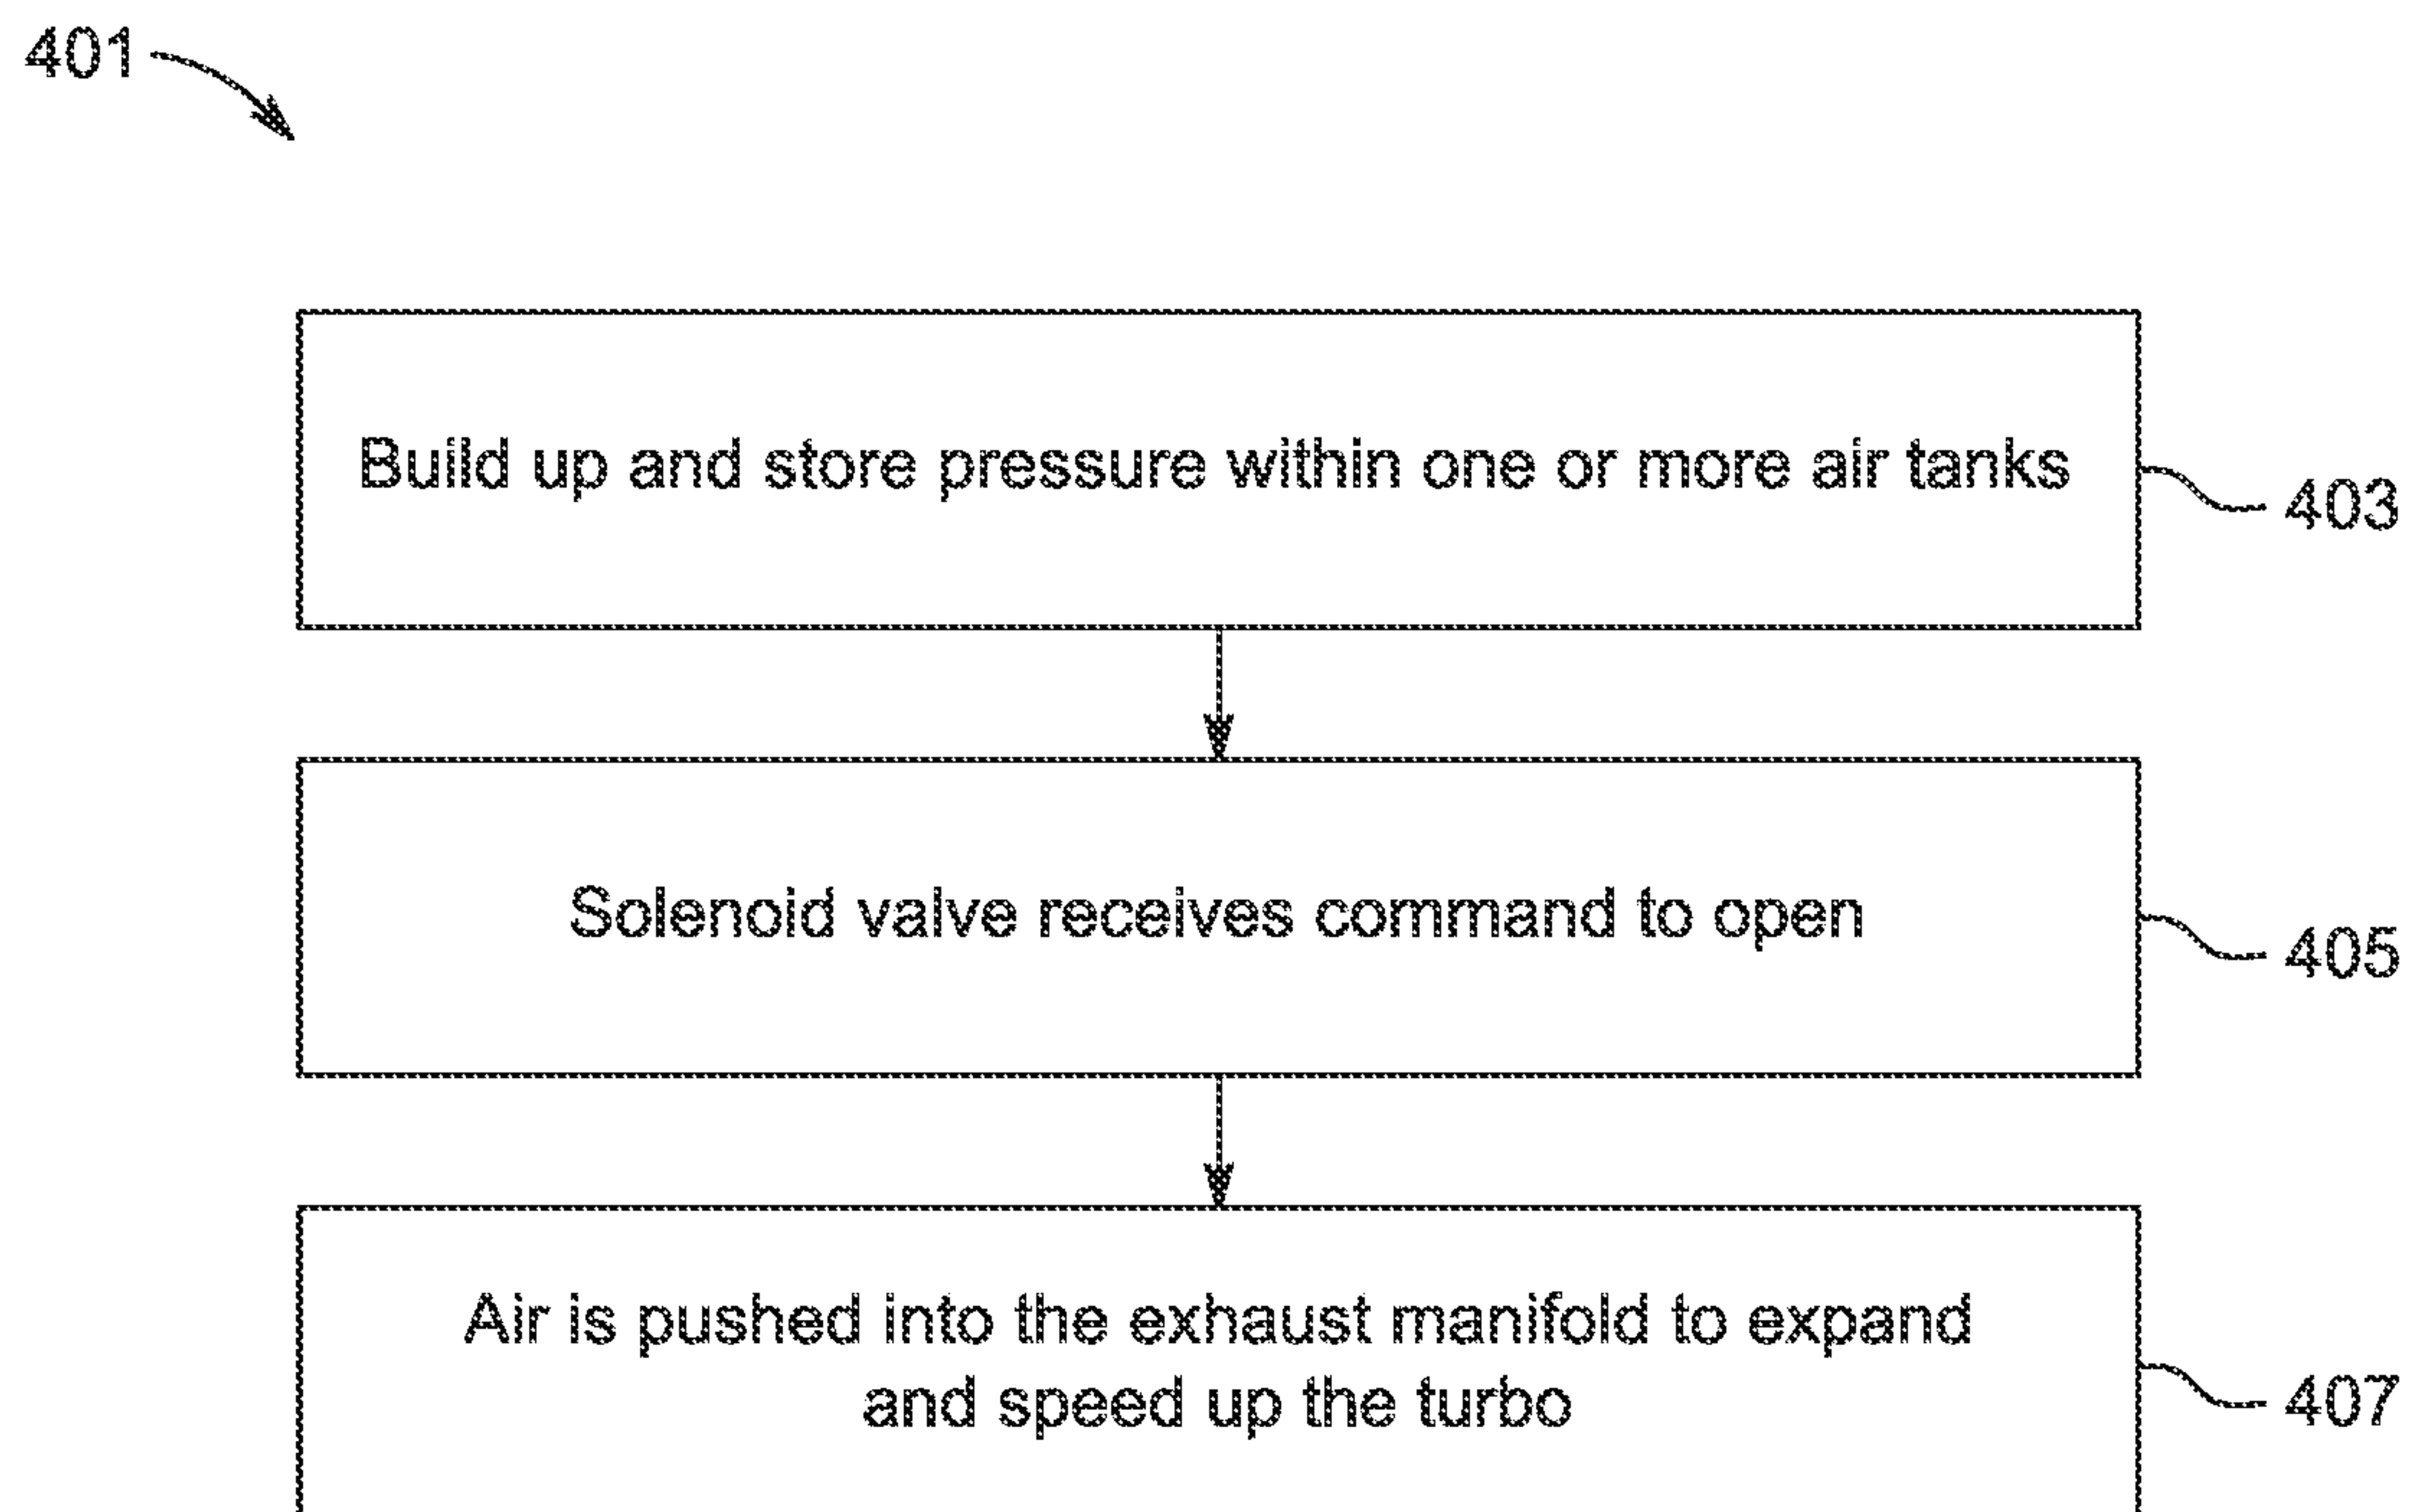 401
Build up and store pressure within one or more air tanks
403
Solenoid valve receives command to open
405
Air is pushed into the exhaust manifold to expand
and speed up the turbo
407